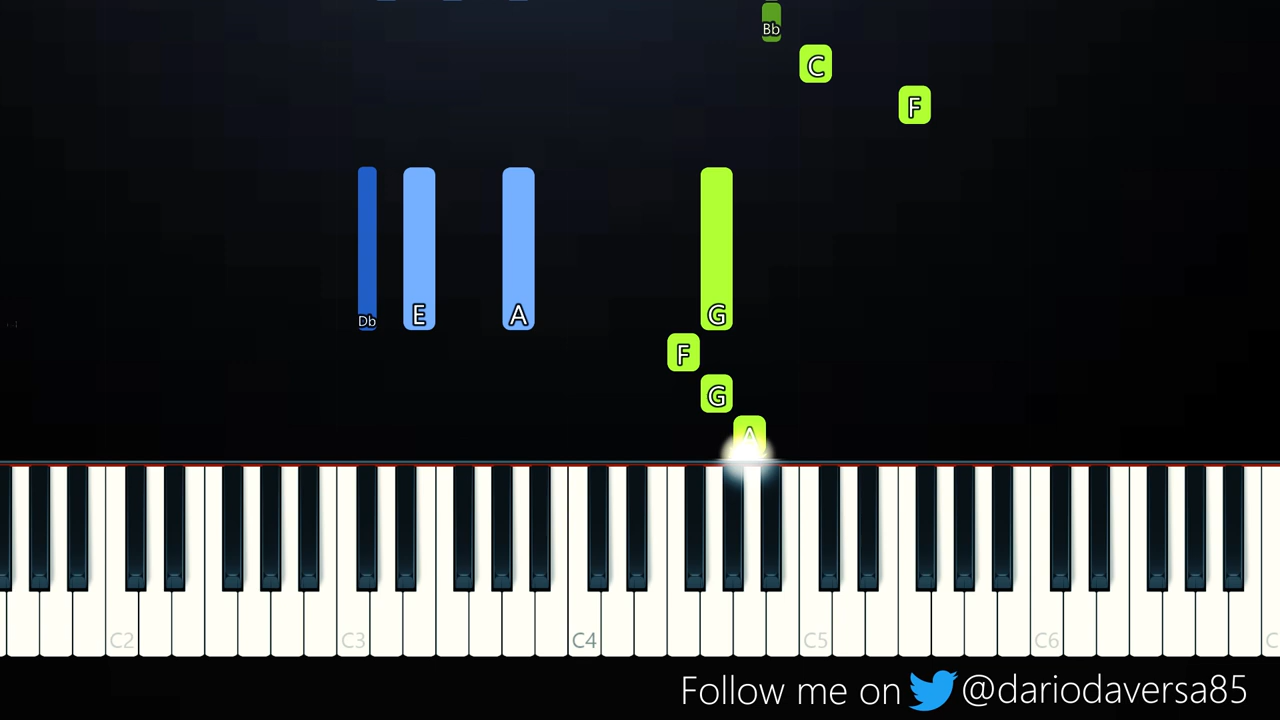 Bb
C
F
Db E A G
F
G
A
C2 C3 C4 C5 C6 C
Follow me on @dariodaversa85